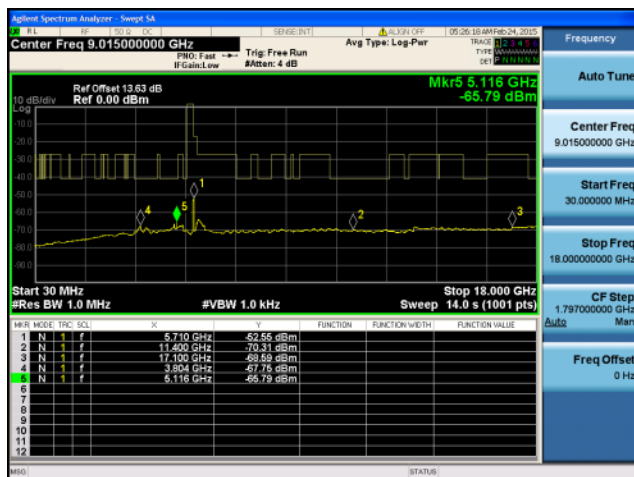 Agilent Spectrum Analyzer - Swept SA
RL RF 50 Ω DC SENSE:INT ALIGN OFF 05:26:18 AM Feb 24, 2015
Center Freq 9.015000000 GHz
PNO: Fast
IFGain:Low
Trig: Free Run
#Atten: 4 dB
Avg Type: Log-Pwr
TRACE 1 2 3 4 5 6
TYPE
DET P N N N N N
Ref Offset 13.63 dB
10 dB/div Ref 0.00 dBm
Log
Mkr5 5.116 GHz
-65.79 dBm
-10.0
-20.0
-30.0
-40.0
-50.0
-60.0
-70.0
-80.0
-90.0
1
2
3
4
5
Start 30 MHz Stop 18.000 GHz
#Res BW 1.0 MHz #VBW 1.0 kHz Sweep 14.0 s (1001 pts)
MKR MODE TRC SCL X Y FUNCTION FUNCTION WIDTH FUNCTION VALUE
1 N 1 f 5.710 GHz -52.55 dBm
2 N 1 f 11.400 GHz -70.31 dBm
3 N 1 f 17.100 GHz -68.59 dBm
4 N 1 f 3.804 GHz -67.75 dBm
5 N 1 f 5.116 GHz -65.79 dBm
6
7
8
9
10
11
12
MSG STATUS
Frequency
Auto Tune
Center Freq
9.015000000 GHz
Start Freq
30.000000 MHz
Stop Freq
18.000000000 GHz
CF Step
1.797000000 GHz
Auto Man
Freq Offset
0 Hz